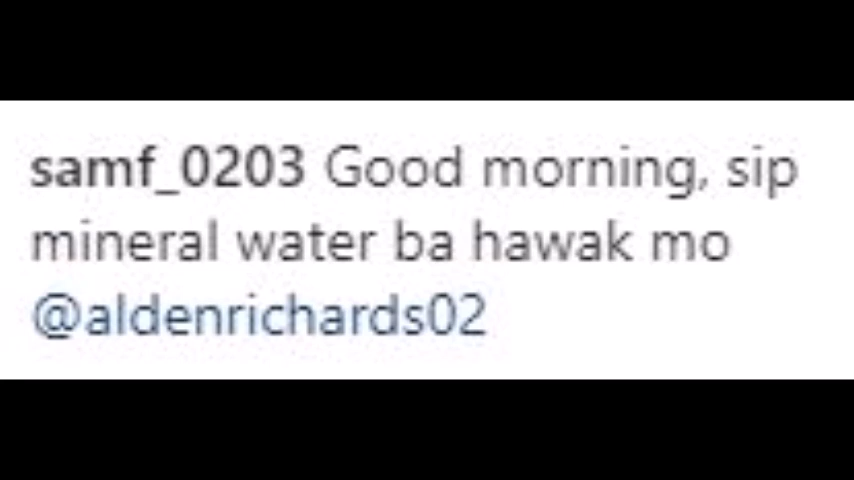 samf_0203 Good morning, sip
mineral water ba hawak mo
@aldenrichards02